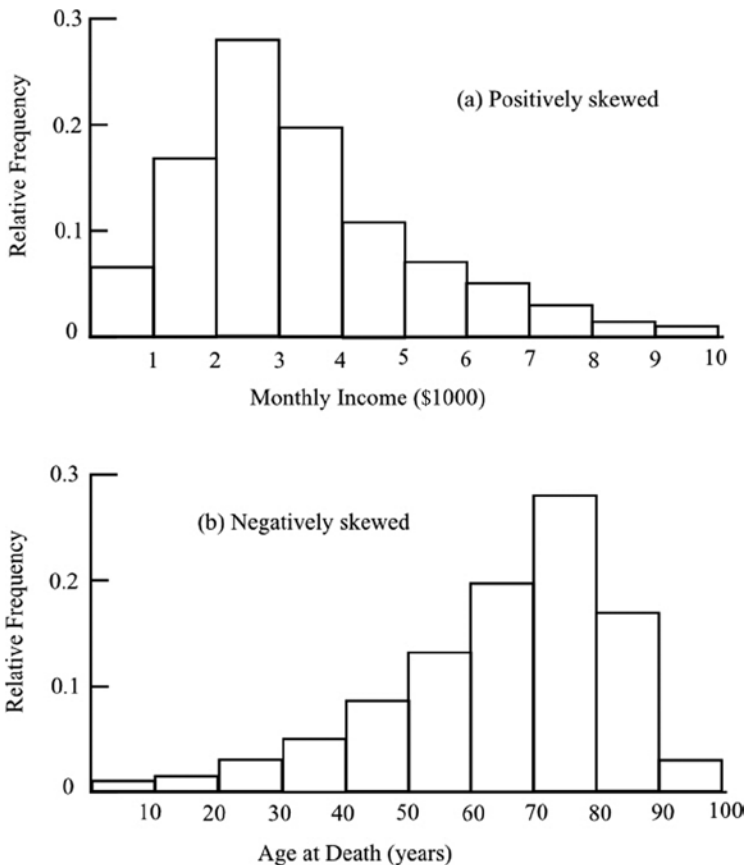 0.3
(a) Positively skewed
0.2
Relative Frequency
0.1
0
1 2 3 4 5 6 7 8 9 10
Monthly Income ($1000)
0.3
(b) Negatively skewed
0.2
Relative Frequency
0.1
0
10 20 30 40 50 60 70 80 90 100
Age at Death (years)